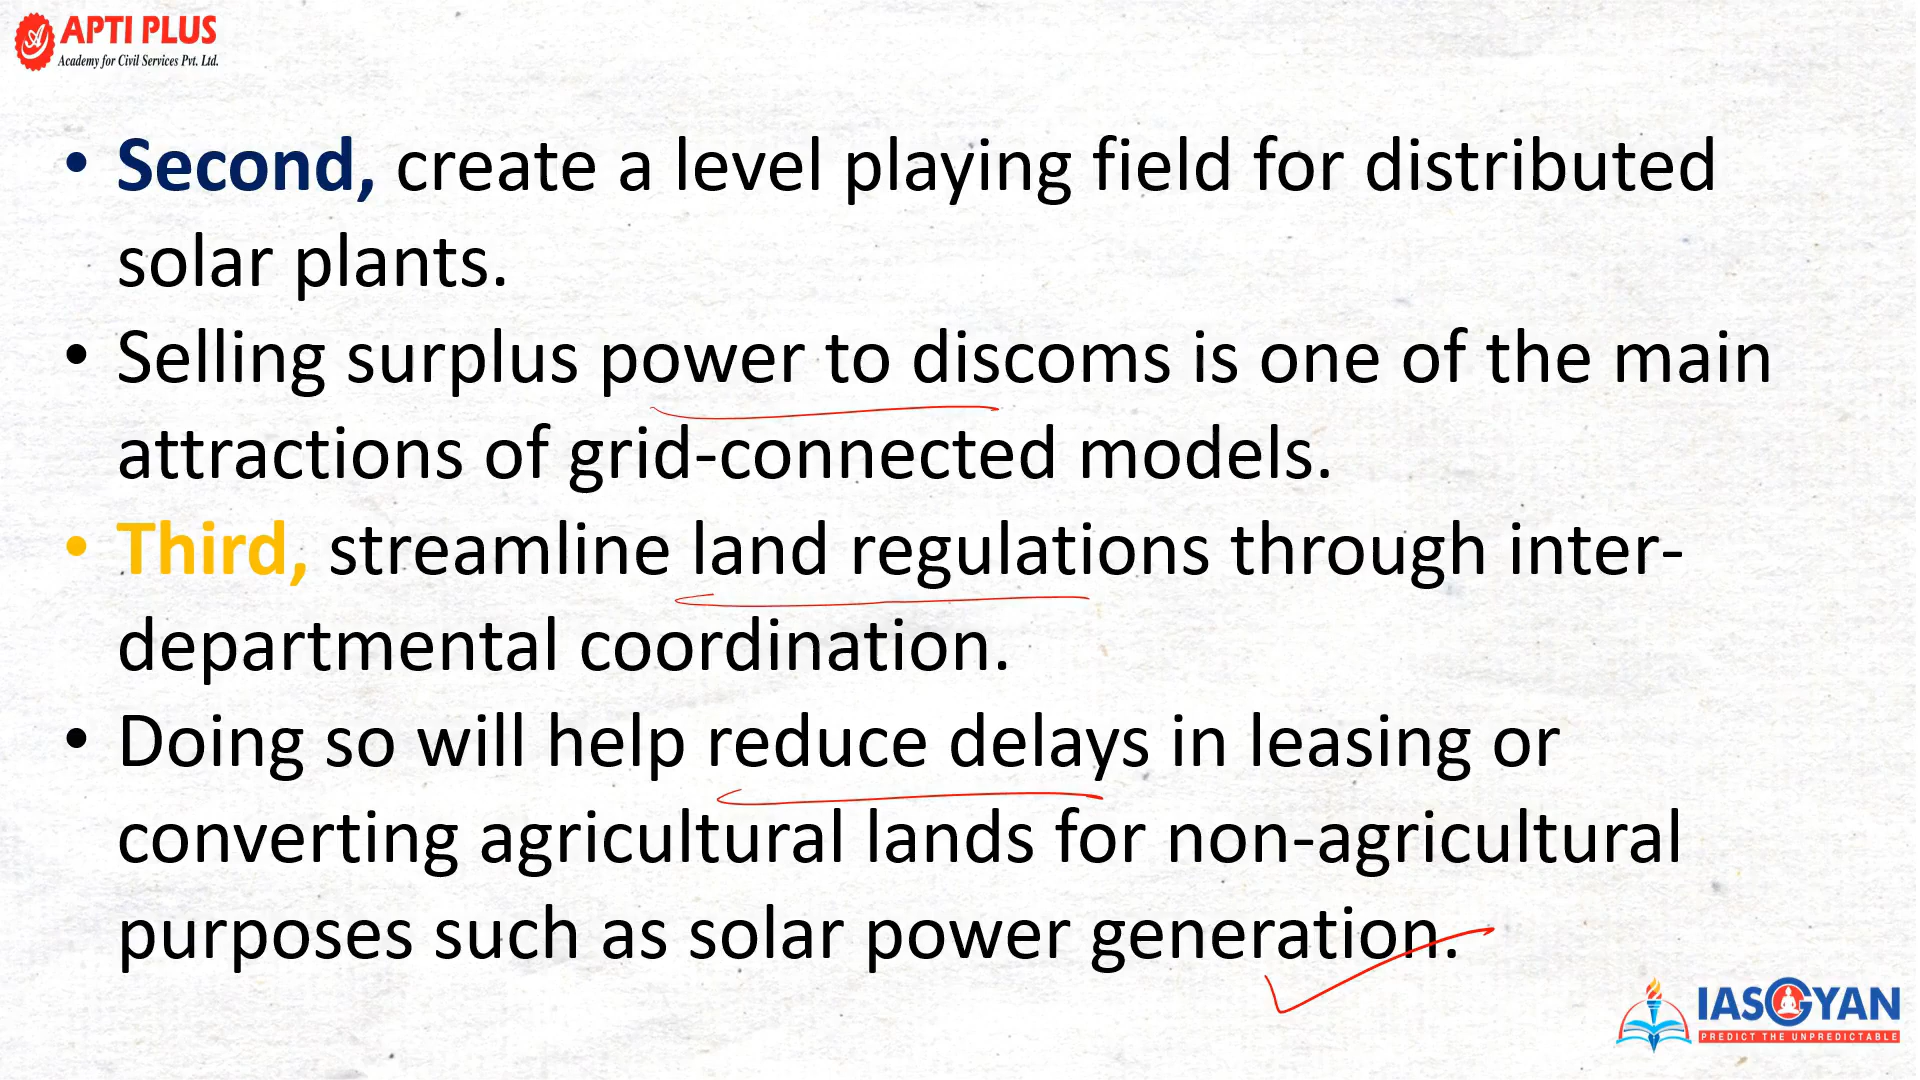 APTI PLUS
Academy for Civil Services Pvt. Ltd.
• Second, create a level playing field for distributed
solar plants.
• Selling surplus power to discoms is one of the main
attractions of grid-connected models.
• Third, streamline land regulations through inter-
departmental coordination.
• Doing so will help reduce delays in leasing or
converting agricultural lands for non-agricultural
purposes such as solar power generation.
IASGYAN
PREDICT THE UNPREDICTABLE